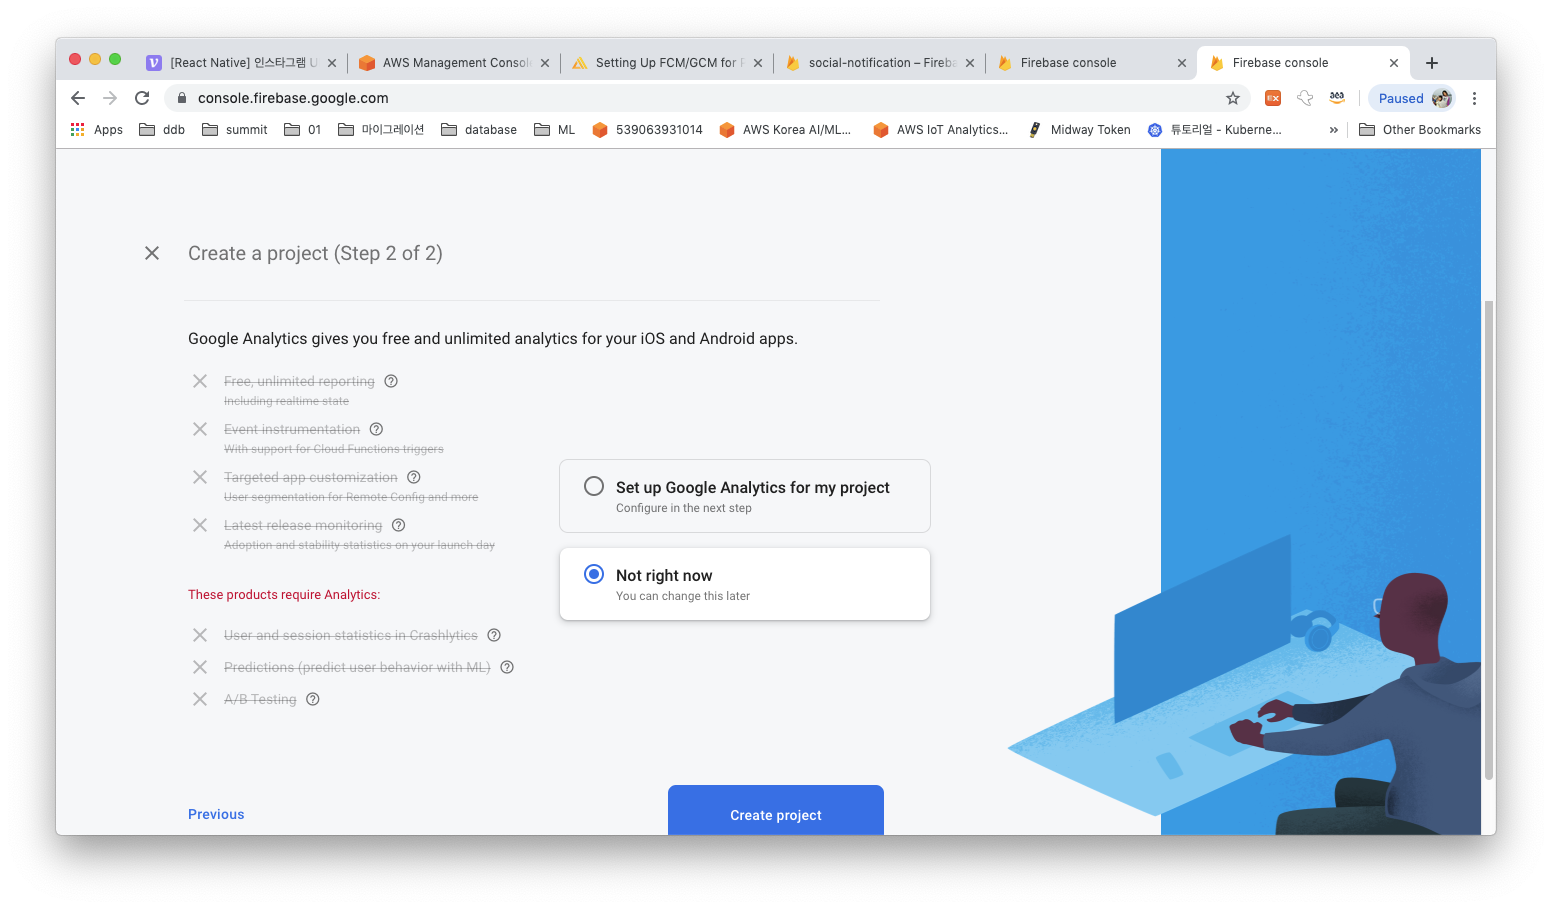 [React Native] 인스타그램 U
AWS Management Console
Setting Up FCM/GCM for
social-notification – Fireba
Firebase console
Firebase console
console.firebase.google.com
Paused
Apps
ddb
summit
01
마이그레이션
database
ML
539063931014
AWS Korea AI/ML...
AWS IoT Analytics...
Midway Token
튜토리얼 - Kuberne...
»
Other Bookmarks
Create a project (Step 2 of 2)
Google Analytics gives you free and unlimited analytics for your iOS and Android apps.
Free, unlimited reporting
Including realtime state
Event instrumentation
With support for Cloud Functions triggers
Targeted app customization
User segmentation for Remote Config and more
Latest release monitoring
Adoption and stability statistics on your launch day
Set up Google Analytics for my project
Configure in the next step
Not right now
You can change this later
These products require Analytics:
User and session statistics in Crashlytics
Predictions (predict user behavior with ML)
A/B Testing
Previous
Create project